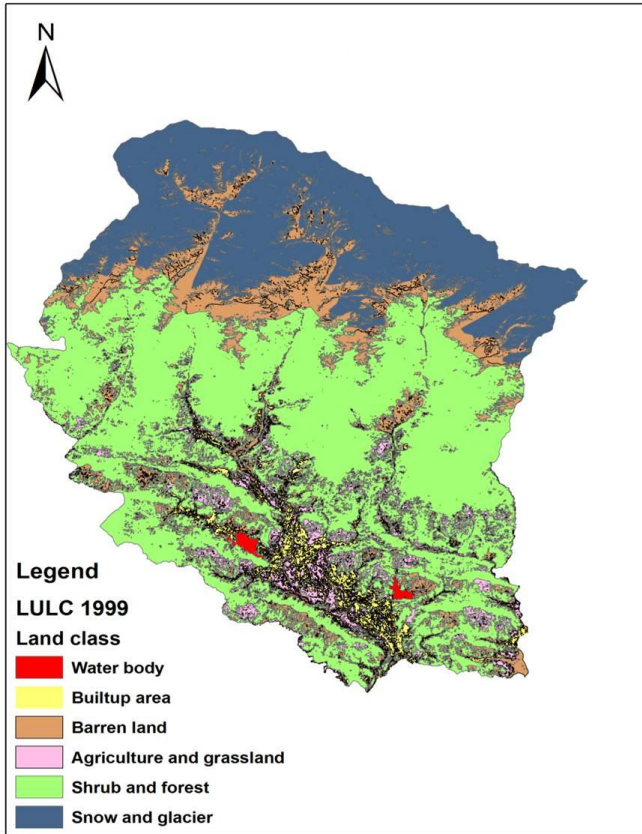 N
Legend
LULC 1999
Land class
Water body
Builtup area
Barren land
Agriculture and grassland
Shrub and forest
Snow and glacier